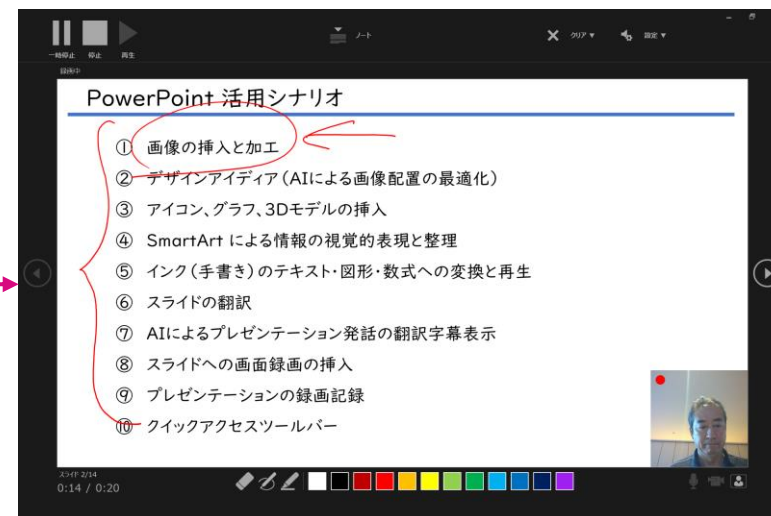 ノート
クリア ▼
設定 ▼
一時停止 停止 再生
録画中
PowerPoint 活用シナリオ
① 画像の挿入と加工
② デザインアイディア(AIによる画像配置の最適化)
③ アイコン、グラフ、3Dモデルの挿入
④ SmartArt による情報の視覚的表現と整理
⑤ インク(手書き)のテキスト・図形・数式への変換と再生
⑥ スライドの翻訳
⑦ AIによるプレゼンテーション発話の翻訳字幕表示
⑧ スライドへの画面録画の挿入
⑨ プレゼンテーションの録画記録
⑩ クイックアクセスツールバー
スライド 2/14
0:14 / 0:20